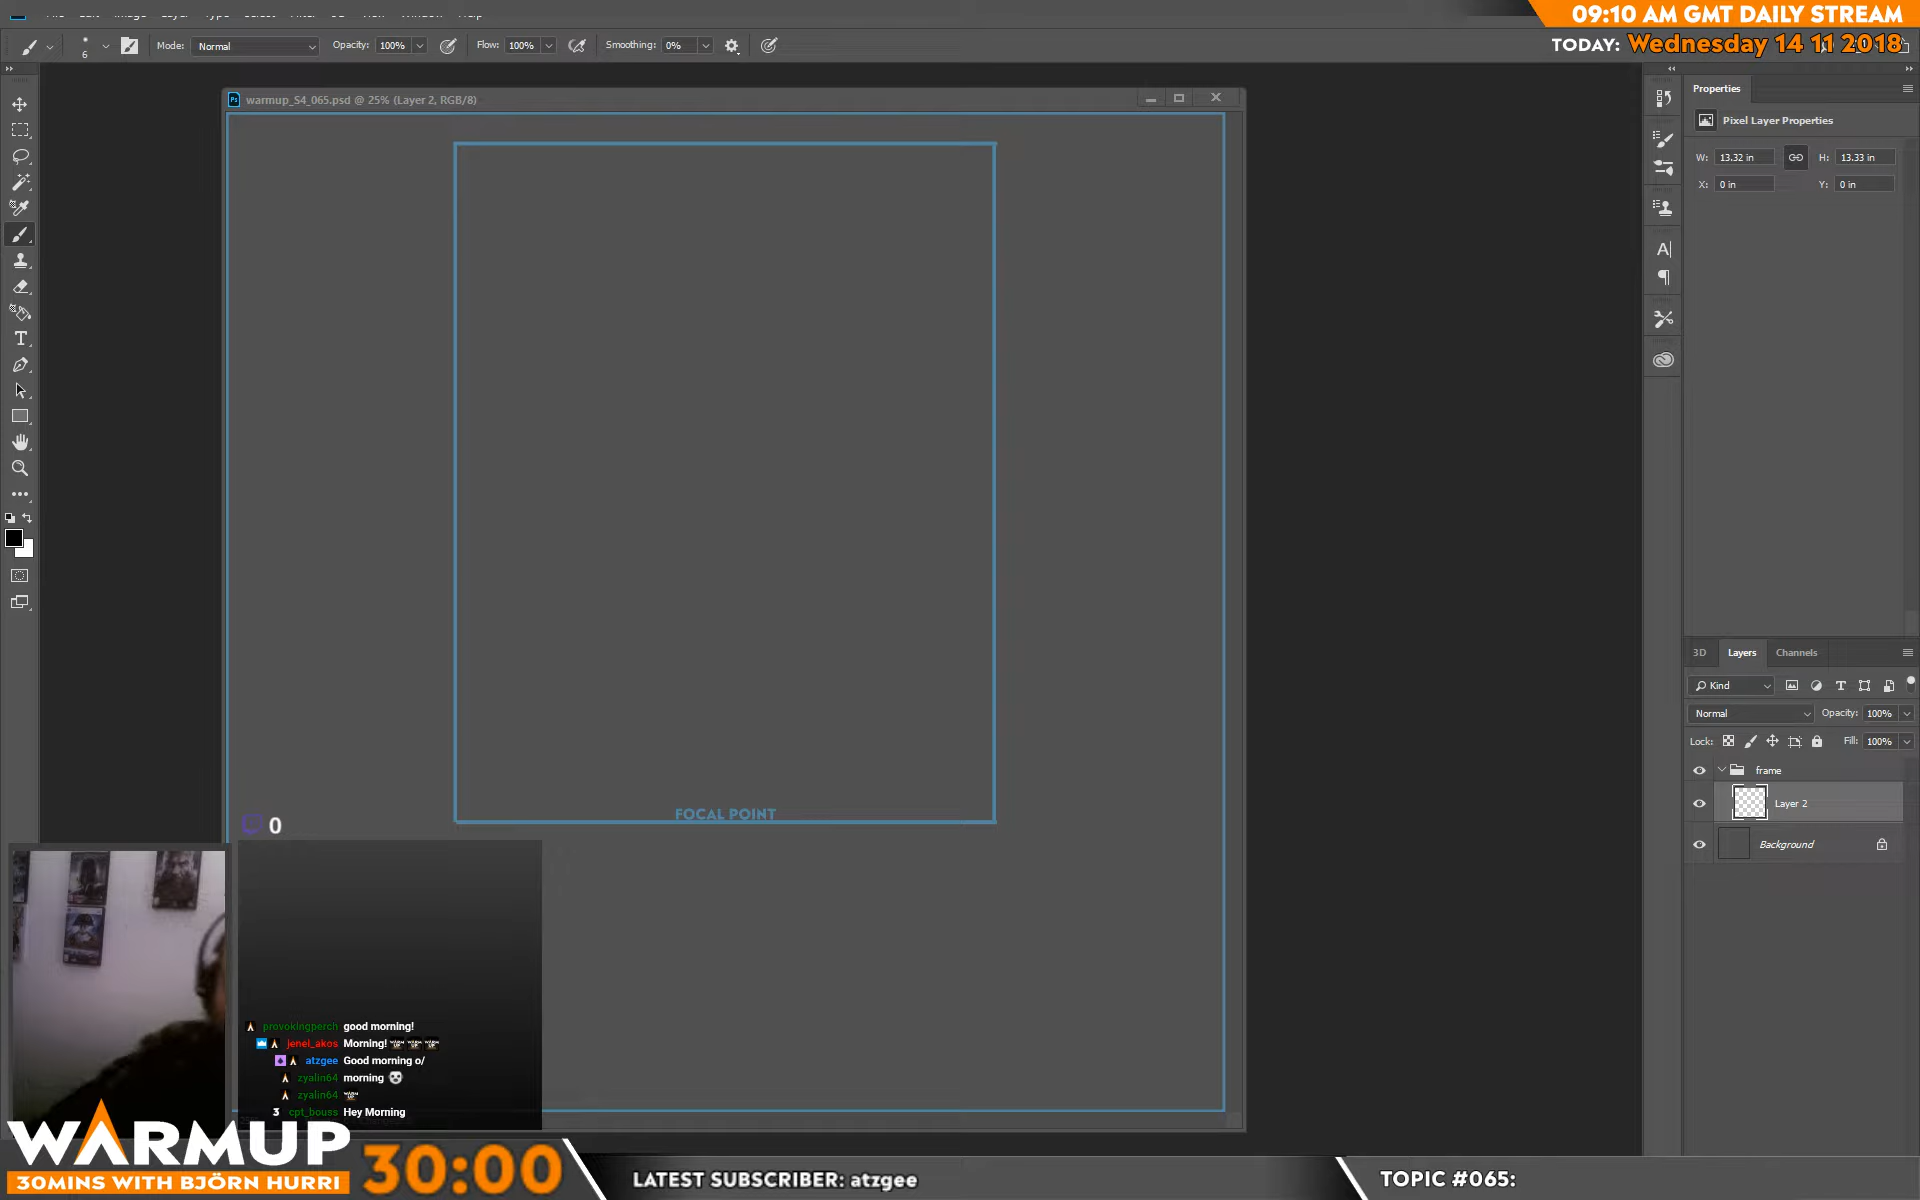 09:10 AM GMT DAILY STREAM
TODAY: Wednesday 14 11 2018
6
Mode: Normal
Opacity: 100%
Flow: 100%
Smoothing: 0%
warmup_S4_065.psd @ 25% (Layer 2, RGB/8)
Properties
Pixel Layer Properties
W: 13.32 in
H: 13.33 in
X: 0 in
Y: 0 in
FOCAL POINT
0
3D
Layers
Channels
Kind
Normal
Opacity: 100%
Lock:
Fill: 100%
frame
Layer 2
Background
provokingperch good morning!
jenei_akos Morning!
atzgee Good morning o/
zyalin64 morning
zyalin64
3 cpt_bouss Hey Morning
WARMUP
30MINS WITH BJÖRN HURRI
30:00
LATEST SUBSCRIBER: atzgee
TOPIC #065: